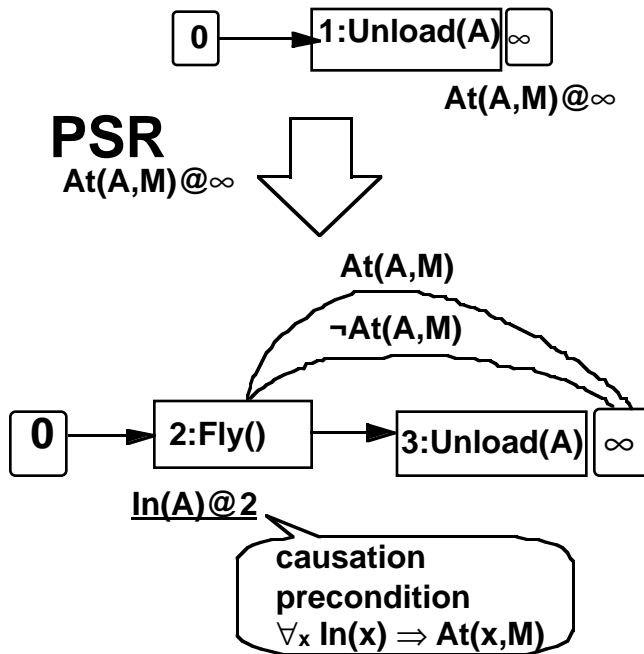 0
1:Unload(A)
∞
At(A,M)@∞
PSR
At(A,M)@∞
At(A,M)
¬At(A,M)
0
2:Fly()
3:Unload(A)
∞
In(A)@2
causation
precondition
∀x In(x) ⇒ At(x,M)